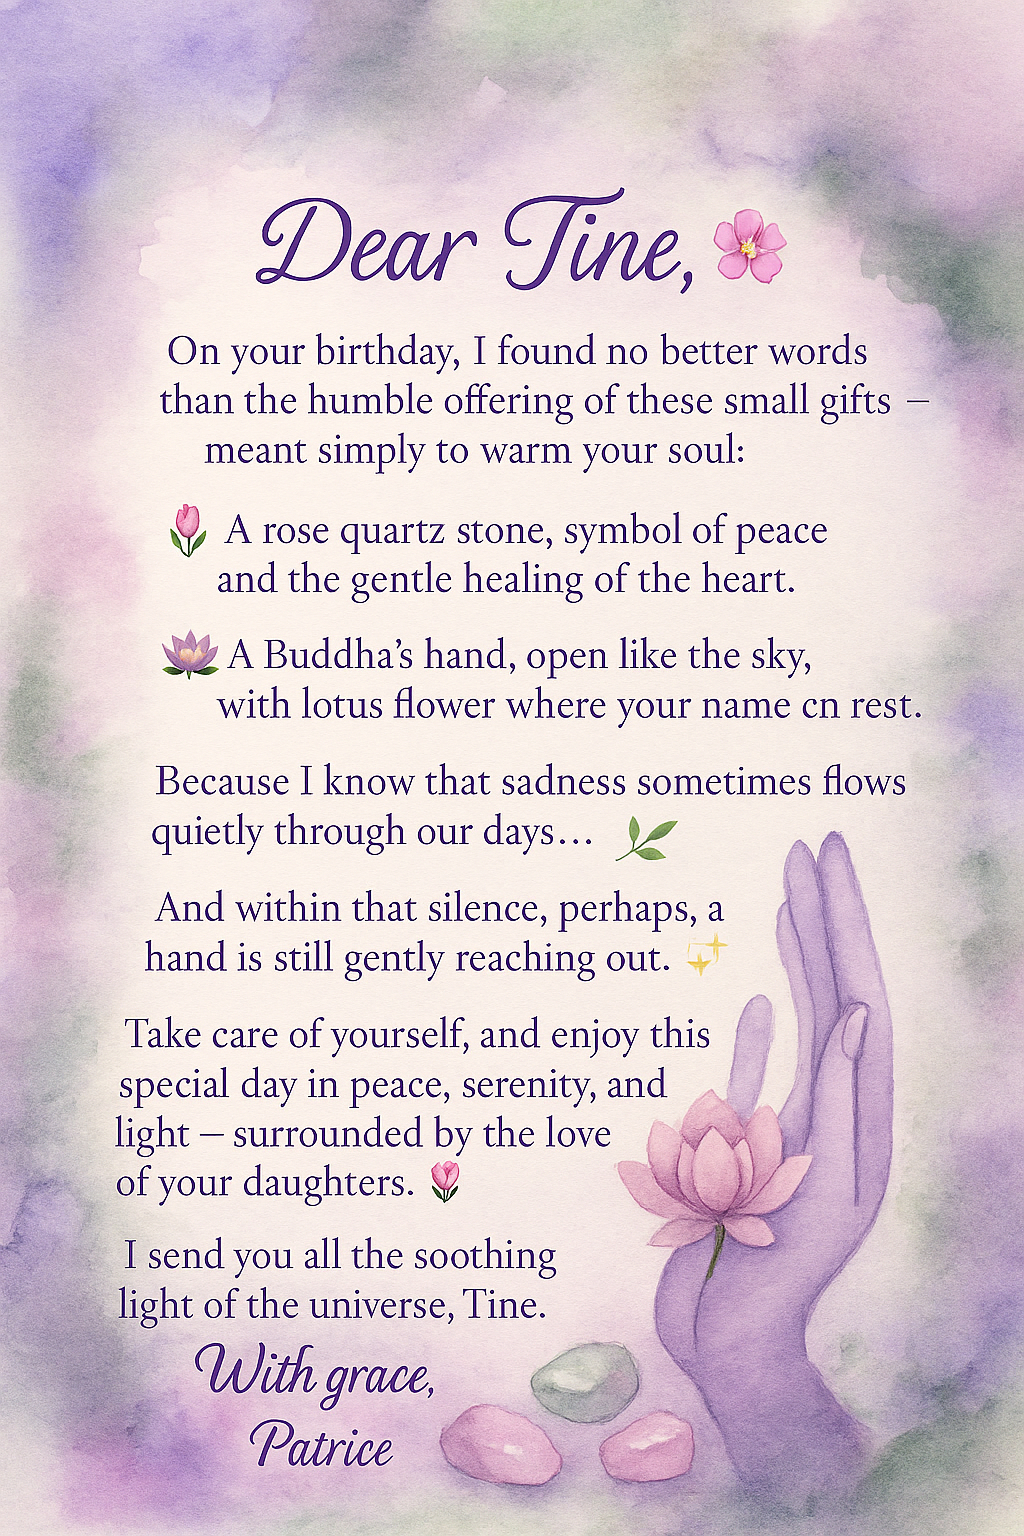 Dear Tine,
On your birthday, I found no better words
than the humble offering of these small gifts –
meant simply to warm your soul:
A rose quartz stone, symbol of peace
and the gentle healing of the heart.
A Buddha’s hand, open like the sky,
with lotus flower where your name cn rest.
Because I know that sadness sometimes flows
quietly through our days…
And within that silence, perhaps, a
hand is still gently reaching out.
Take care of yourself, and enjoy this
special day in peace, serenity, and
light – surrounded by the love
of your daughters.
I send you all the soothing
light of the universe, Tine.
With grace,
Patrice